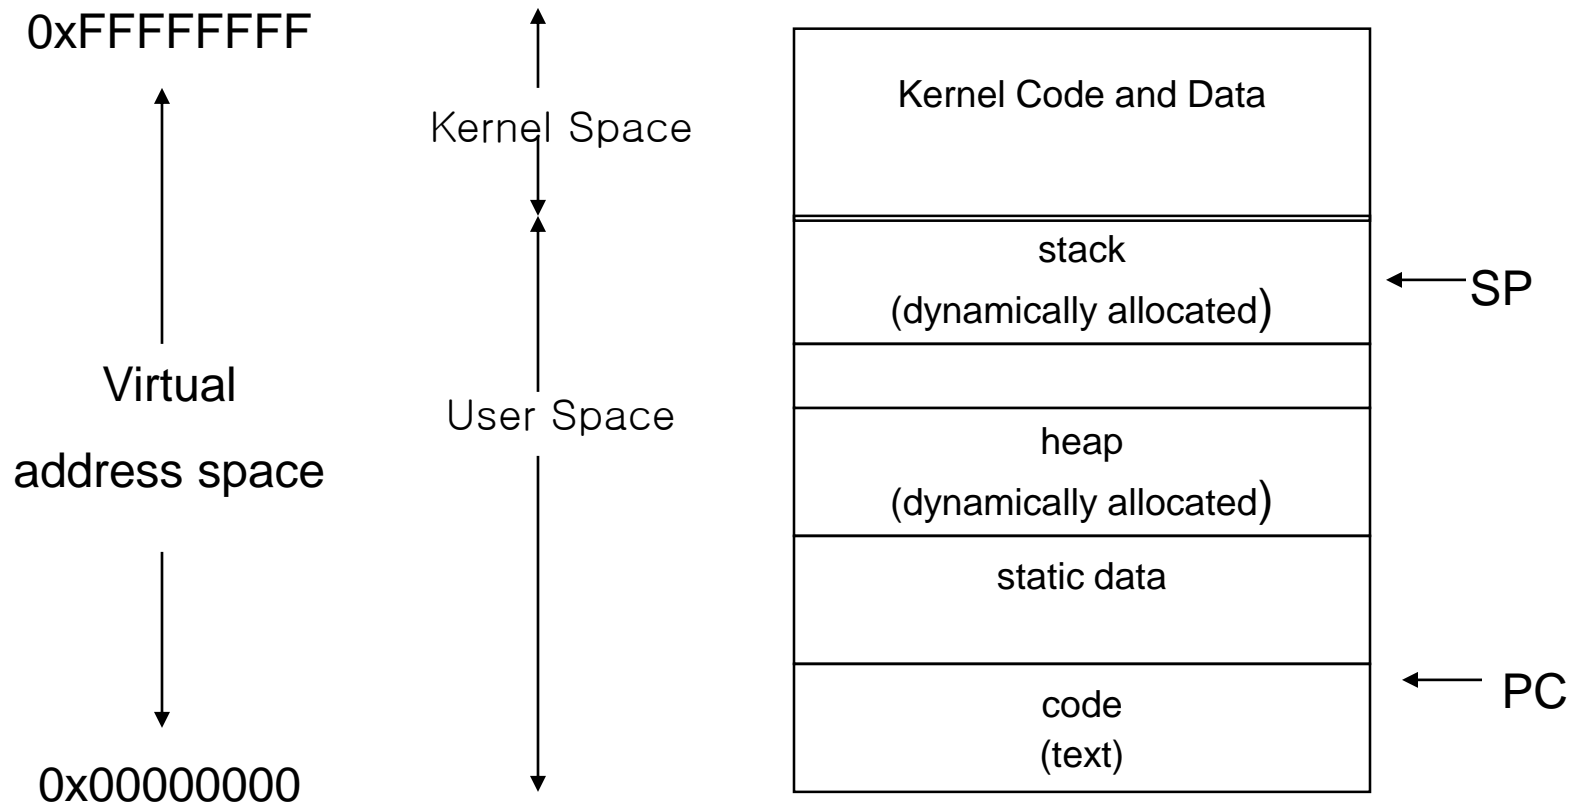 0xFFFFFFFF
Virtual
address space
0x00000000
Kernel Space
User Space
Kernel Code and Data
stack
(dynamically allocated)
heap
(dynamically allocated)
static data
code
(text)
SP
PC